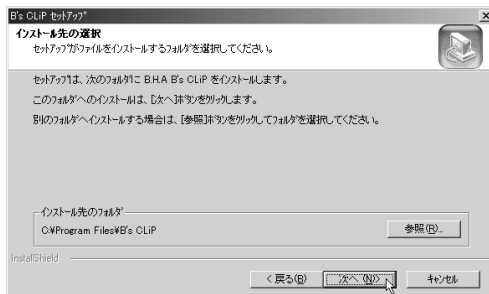 B's CLiP ｾｯﾄｱｯﾌﾟ
インストール先の選択
ｾｯﾄｱｯﾌﾟがﾌｧｲﾙをインストールするﾌｫﾙﾀﾞを選択してください。
ｾｯﾄｱｯﾌﾟは、次のﾌｫﾙﾀﾞに B.H.A B's CLiP をインストールします。
このﾌｫﾙﾀﾞへのインストールは、[次へ]ﾎﾞﾀﾝをｸﾘｯｸします。
別のﾌｫﾙﾀﾞへインストールする場合は、[参照]ﾎﾞﾀﾝをｸﾘｯｸしてﾌｫﾙﾀﾞを選択してください。
インストール先のﾌｫﾙﾀﾞ
C:¥Program Files¥B's CLiP
参照(R)...
InstallShield
< 戻る(B)
次へ (N)>
ｷｬﾝｾﾙ